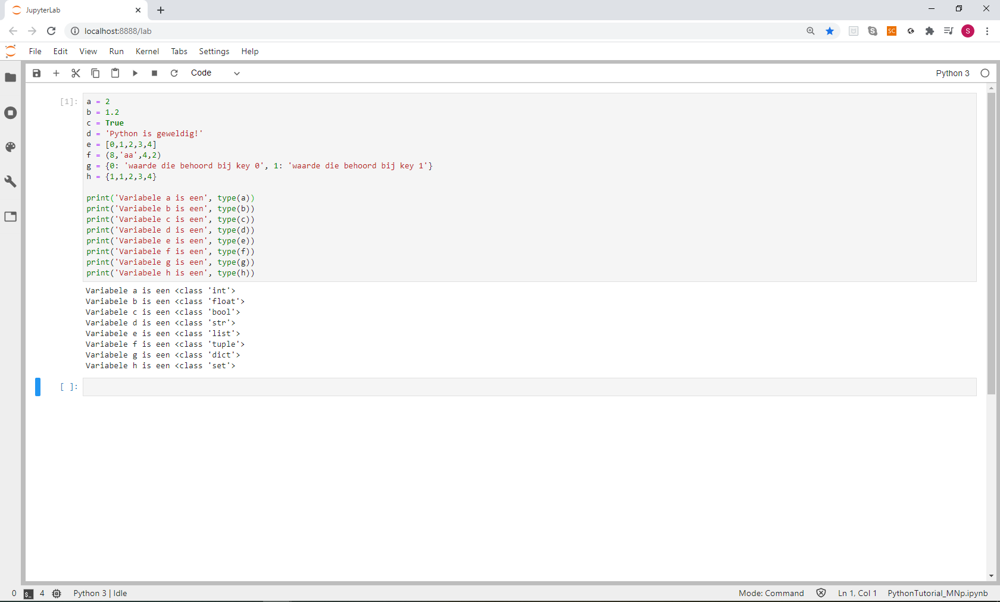 JupyterLab
localhost:8888/lab
SC
S
File Edit View Run Kernel Tabs Settings Help
Code
Python 3
[1]:
a = 2
b = 1.2
c = True
d = 'Python is geweldig!'
e = [0,1,2,3,4]
f = (8,'aa',4,2)
g = {0: 'waarde die behoord bij key 0', 1: 'waarde die behoord bij key 1'}
h = {1,1,2,3,4}
print('Variabele a is een', type(a))
print('Variabele b is een', type(b))
print('Variabele c is een', type(c))
print('Variabele d is een', type(d))
print('Variabele e is een', type(e))
print('Variabele f is een', type(f))
print('Variabele g is een', type(g))
print('Variabele h is een', type(h))
Variabele a is een <class 'int'>
Variabele b is een <class 'float'>
Variabele c is een <class 'bool'>
Variabele d is een <class 'str'>
Variabele e is een <class 'list'>
Variabele f is een <class 'tuple'>
Variabele g is een <class 'dict'>
Variabele h is een <class 'set'>
[ ]:
0 $_ 4 Python 3 | Idle
Mode: Command Ln 1, Col 1 PythonTutorial_MNp.ipynb